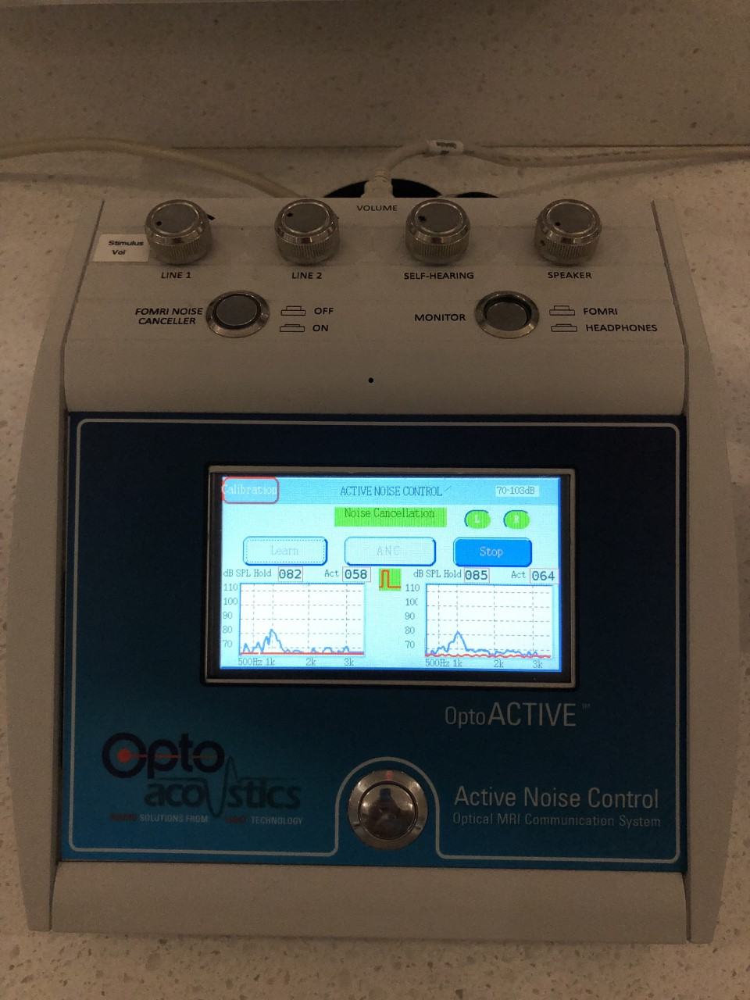 VOLUME
Stimulus
Vol
LINE 1
LINE 2
SELF-HEARING
SPEAKER
FOMRI NOISE
CANCELLER
OFF
ON
MONITOR
FOMRI
HEADPHONES
Calibration
ACTIVE NOISE CONTROL
70-103dB
Noise Cancellation
L
R
Learn
ANC
Stop
dB SPL Hold 082 Act 058
dB SPL Hold 085 Act 064
110
100
90
80
70
500Hz 1k 2k 3k
110
100
90
80
70
500Hz 1k 2k 3k
OptoACTIVE™
Opto
acoustics
SOLUTIONS FROM LIGHT TECHNOLOGY
Active Noise Control
Optical MRI Communication System